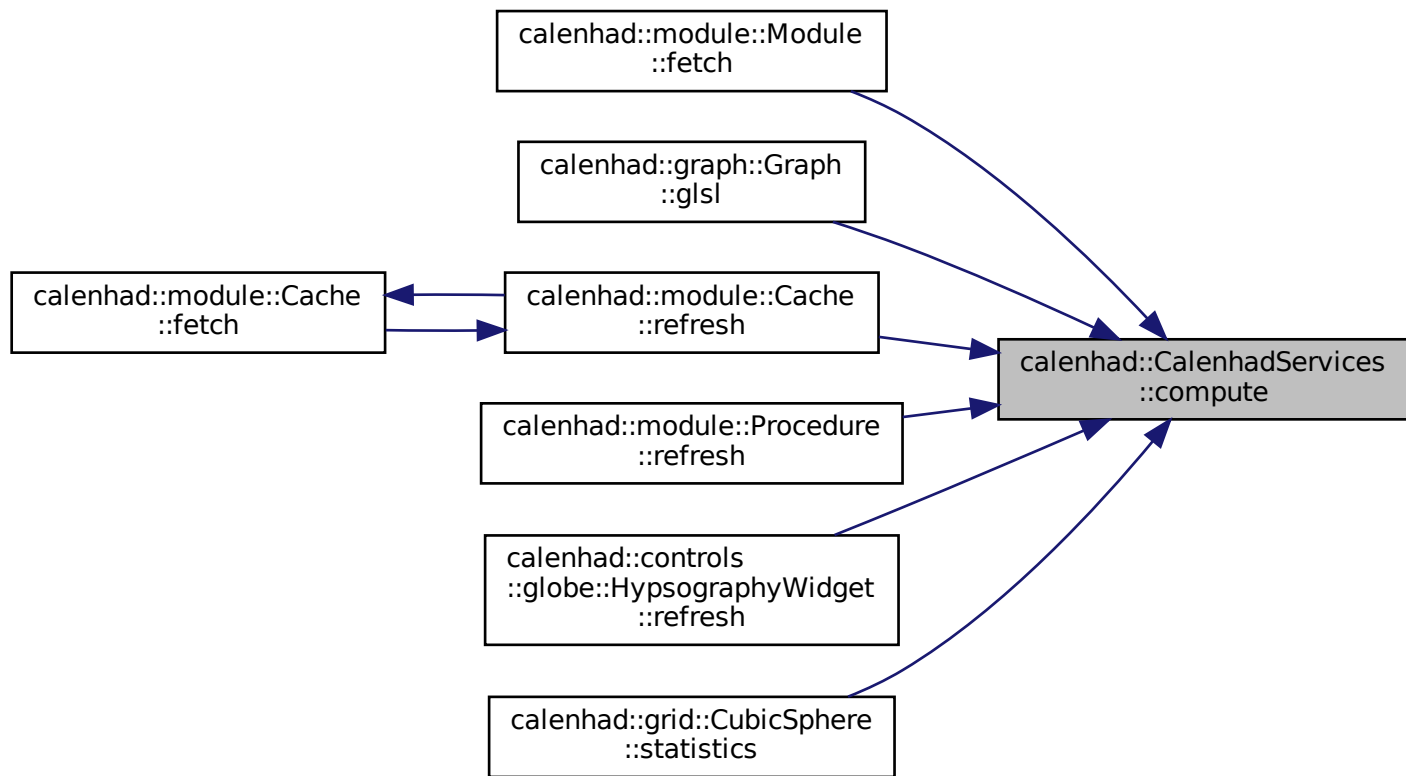 calenhad::module::Module
::fetch
calenhad::graph::Graph
::glsl
calenhad::module::Cache
::fetch
calenhad::module::Cache
::refresh
calenhad::CalenhadServices
::compute
calenhad::module::Procedure
::refresh
calenhad::controls
::globe::HypsographyWidget
::refresh
calenhad::grid::CubicSphere
::statistics